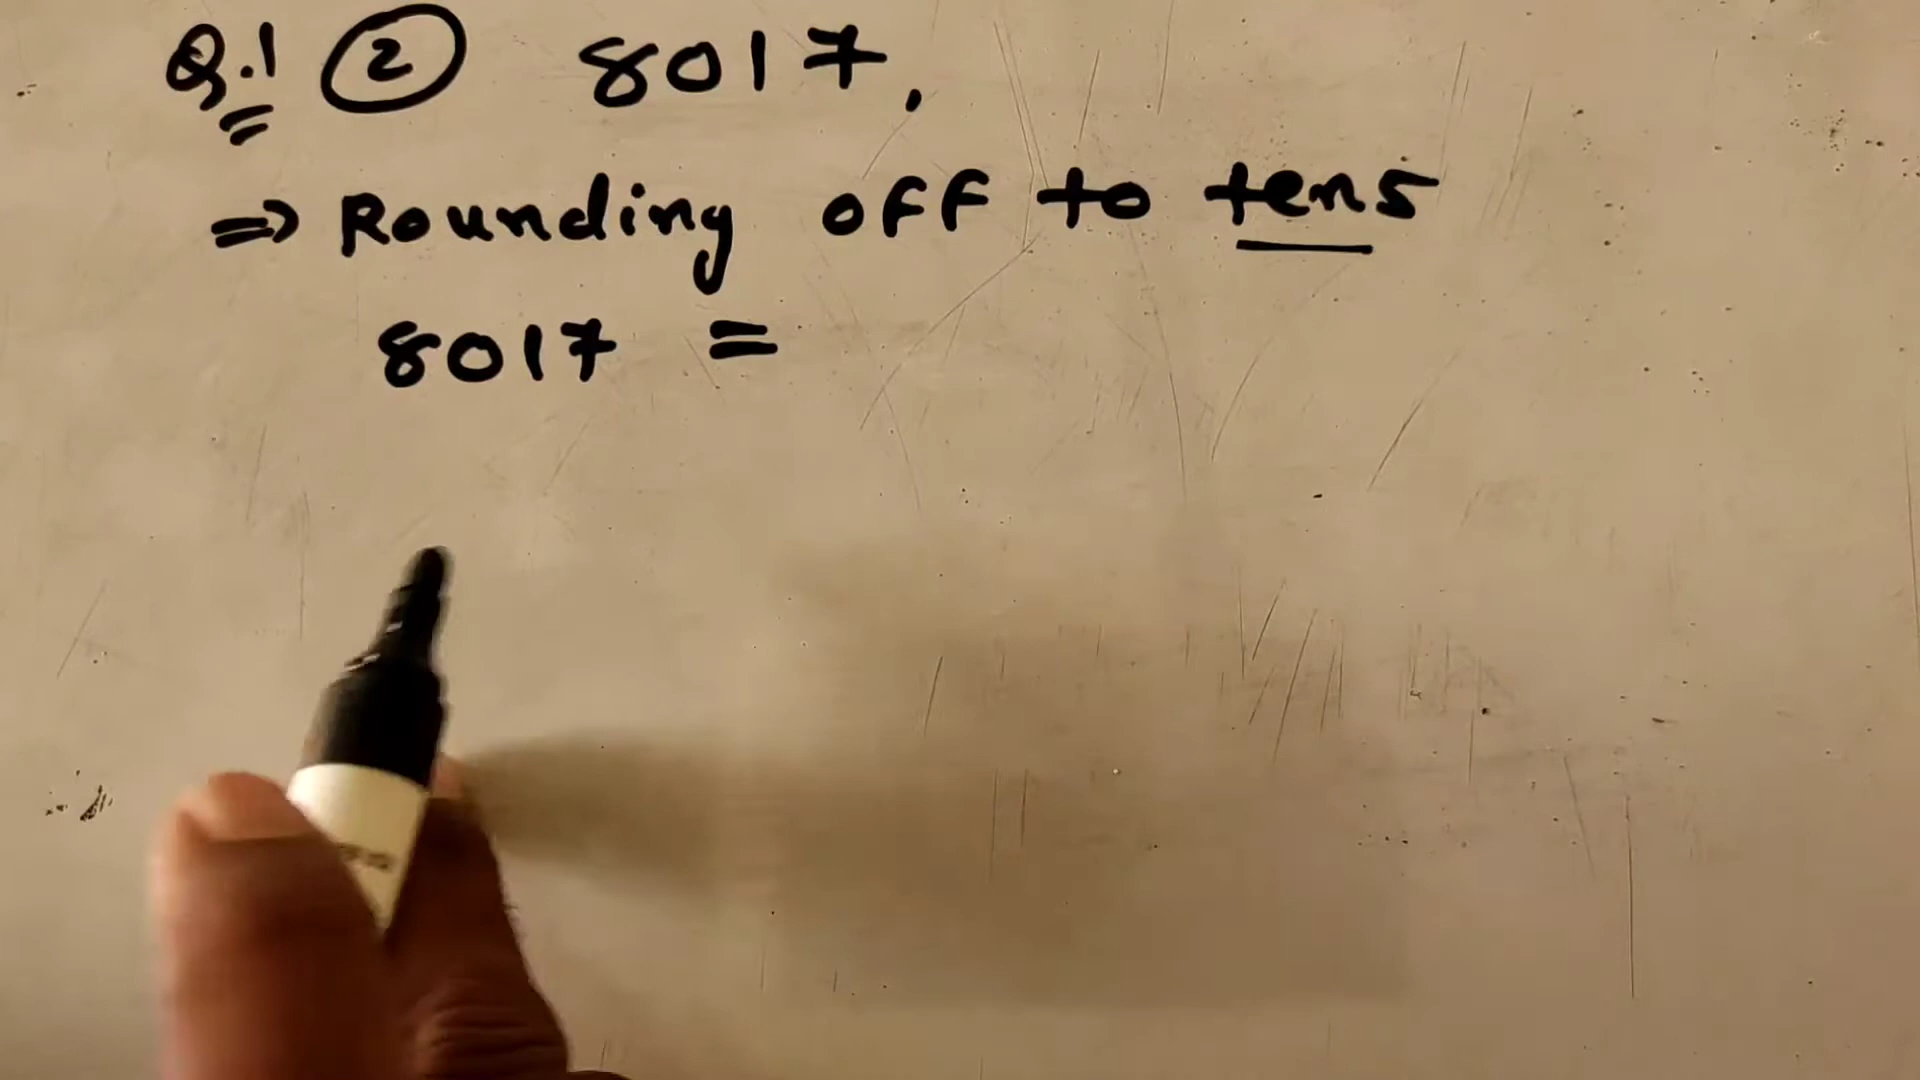 Q.1 ② 8017,
⇒ Rounding off to tens
8017 =